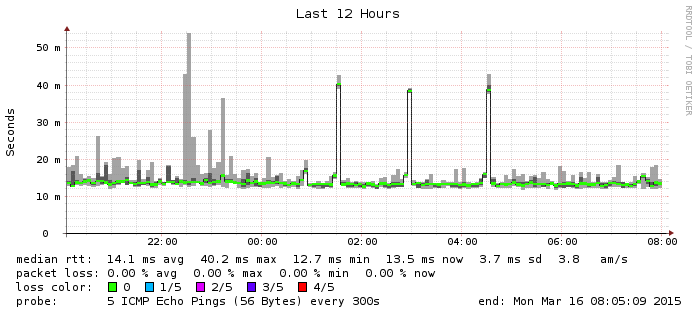 Last 12 Hours
RRDTOOL / TOBI OETIKER
Seconds
50 m
40 m
30 m
20 m
10 m
0
22:00 00:00 02:00 04:00 06:00 08:00
median rtt: 14.1 ms avg 40.2 ms max 12.7 ms min 13.5 ms now 3.7 ms sd 3.8 am/s
packet loss: 0.00 % avg 0.00 % max 0.00 % min 0.00 % now
loss color: 0 1/5 2/5 3/5 4/5
probe: 5 ICMP Echo Pings (56 Bytes) every 300s end: Mon Mar 16 08:05:09 2015